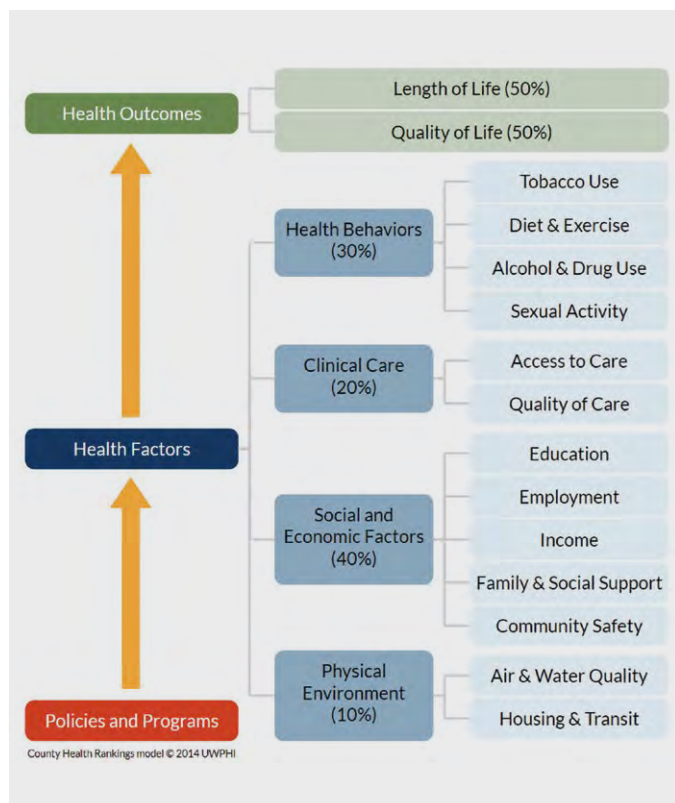 Health Outcomes
Length of Life (50%)
Quality of Life (50%)
Health Factors
Health Behaviors
(30%)
Tobacco Use
Diet & Exercise
Alcohol & Drug Use
Sexual Activity
Clinical Care
(20%)
Access to Care
Quality of Care
Social and
Economic Factors
(40%)
Education
Employment
Income
Family & Social Support
Community Safety
Physical
Environment
(10%)
Air & Water Quality
Housing & Transit
Policies and Programs
County Health Rankings model © 2014 UWPHI